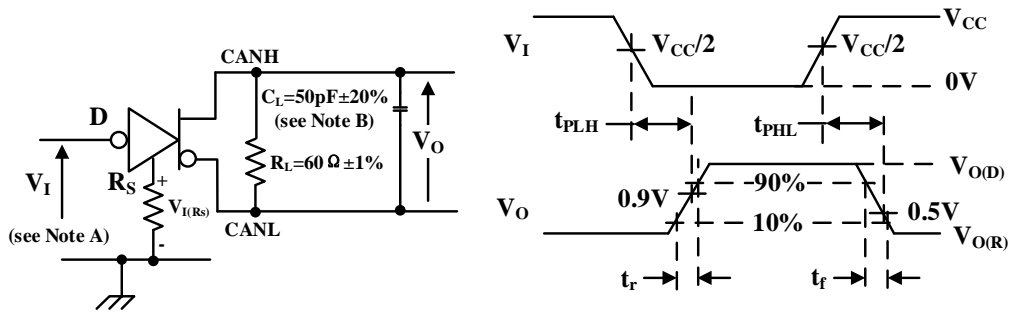 CANH
C_L=50pF±20%
(see Note B)
R_L=60Ω±1%
V_O
D
V_I
R_S
+
V_I(Rs)
-
(see Note A)
CANL
V_I
V_CC/2
V_CC/2
V_CC
0V
t_PLH
t_PHL
V_O
0.9V
90%
10%
0.5V
V_O(D)
V_O(R)
t_r
t_f